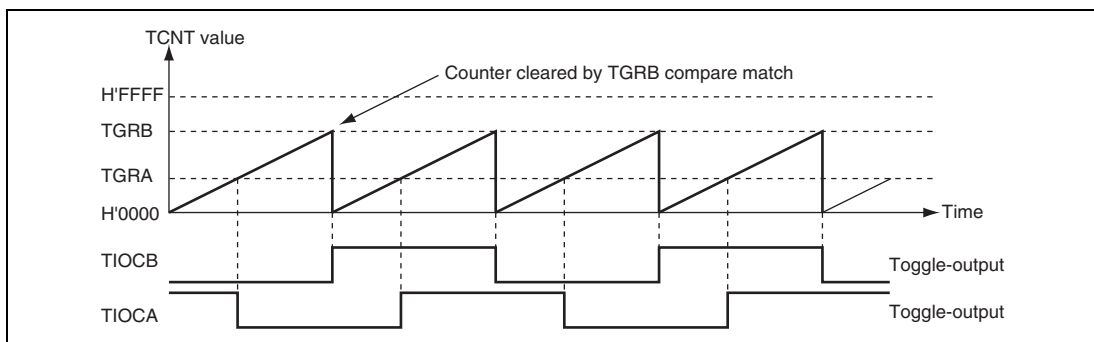 TCNT value
Counter cleared by TGRB compare match
H'FFFF
TGRB
TGRA
H'0000
Time
TIOCB
Toggle-output
TIOCA
Toggle-output